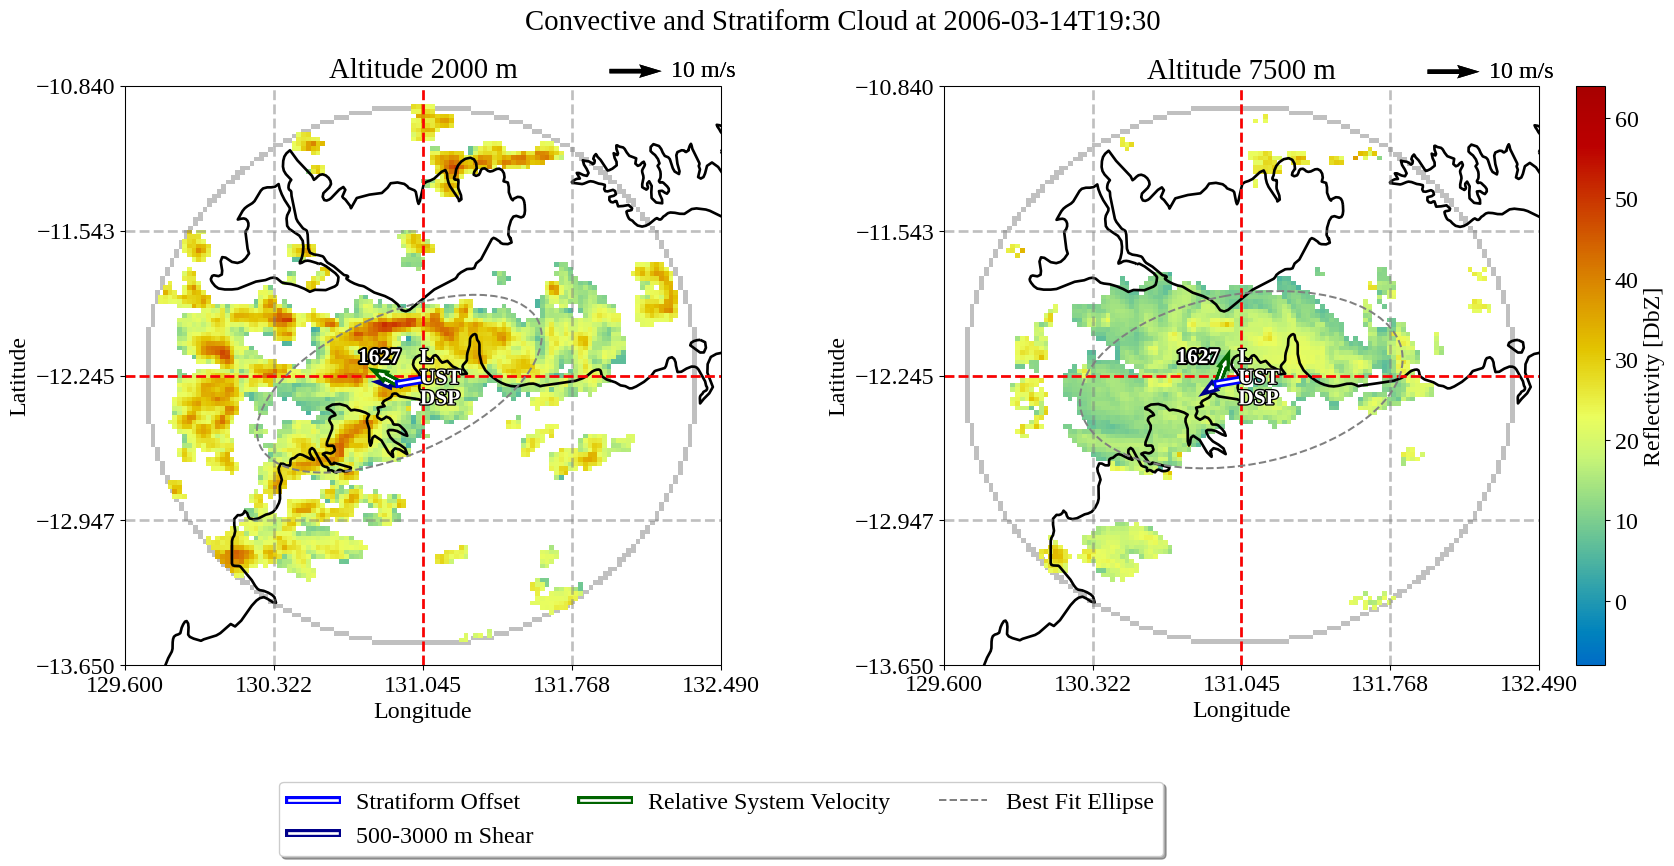 Convective and Stratiform Cloud at 2006-03-14T19:30
Altitude 2000 m
10 m/s
−10.840
−11.543
−12.245
−12.947
−13.650
129.600
130.322
131.045
131.768
132.490
Longitude
Latitude
1627
L
UST
DSP
Altitude 7500 m
10 m/s
−10.840
−11.543
−12.245
−12.947
−13.650
129.600
130.322
131.045
131.768
132.490
Longitude
Latitude
1627
L
UST
DSP
60
50
40
30
20
10
0
Reflectivity [DbZ]
Stratiform Offset
500-3000 m Shear
Relative System Velocity
Best Fit Ellipse